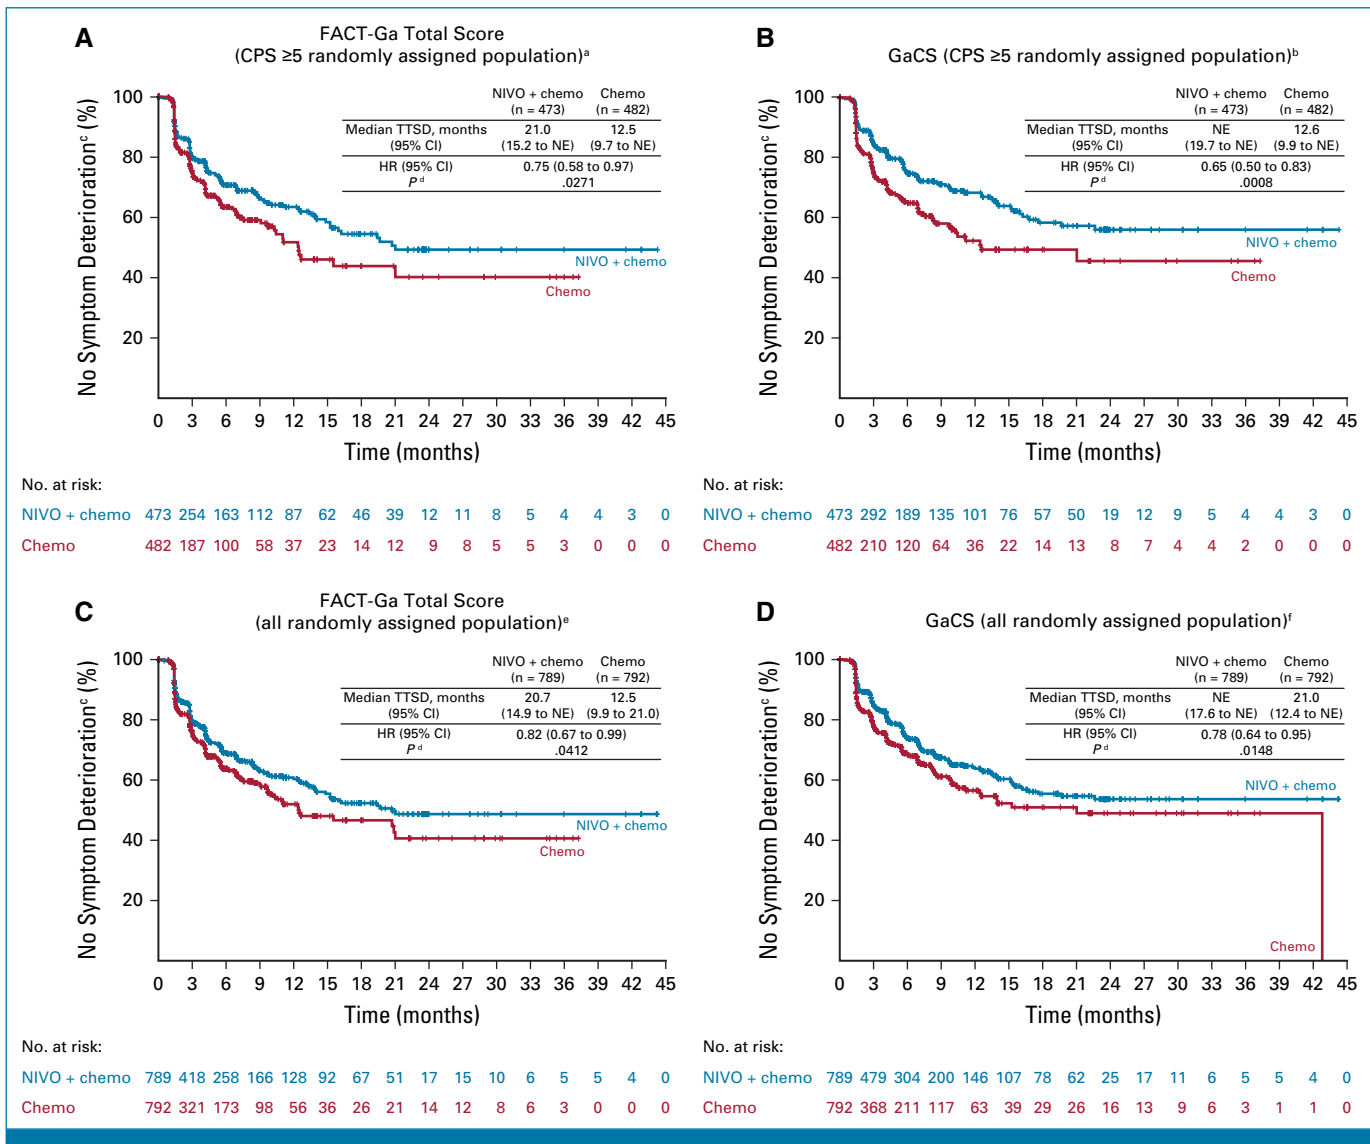 A
FACT-Ga Total Score
(CPS ≥5 randomly assigned population)ᵃ
No Symptom Deteriorationᶜ (%)
100
80
60
40
20
NIVO + chemo Chemo
(n = 473) (n = 482)
Median TTSD, months 21.0 12.5
(95% CI) (15.2 to NE) (9.7 to NE)
HR (95% CI) 0.75 (0.58 to 0.97)
P ᵈ .0271
NIVO + chemo
Chemo
0 3 6 9 12 15 18 21 24 27 30 33 36 39 42 45
Time (months)
No. at risk:
NIVO + chemo 473 254 163 112 87 62 46 39 12 11 8 5 4 4 3 0
Chemo 482 187 100 58 37 23 14 12 9 8 5 5 3 0 0 0
B
GaCS (CPS ≥5 randomly assigned population)ᵇ
No Symptom Deteriorationᶜ (%)
100
80
60
40
20
NIVO + chemo Chemo
(n = 473) (n = 482)
Median TTSD, months NE 12.6
(95% CI) (19.7 to NE) (9.9 to NE)
HR (95% CI) 0.65 (0.50 to 0.83)
P ᵈ .0008
NIVO + chemo
Chemo
0 3 6 9 12 15 18 21 24 27 30 33 36 39 42 45
Time (months)
No. at risk:
NIVO + chemo 473 292 189 135 101 76 57 50 19 12 9 5 4 4 3 0
Chemo 482 210 120 64 36 22 14 13 8 7 4 4 2 0 0 0
C
FACT-Ga Total Score
(all randomly assigned population)ᵉ
No Symptom Deteriorationᶜ (%)
100
80
60
40
20
NIVO + chemo Chemo
(n = 789) (n = 792)
Median TTSD, months 20.7 12.5
(95% CI) (14.9 to NE) (9.9 to 21.0)
HR (95% CI) 0.82 (0.67 to 0.99)
P ᵈ .0412
NIVO + chemo
Chemo
0 3 6 9 12 15 18 21 24 27 30 33 36 39 42 45
Time (months)
No. at risk:
NIVO + chemo 789 418 258 166 128 92 67 51 17 15 10 6 5 5 4 0
Chemo 792 321 173 98 56 36 26 21 14 12 8 6 3 0 0 0
D
GaCS (all randomly assigned population)ᶠ
No Symptom Deteriorationᶜ (%)
100
80
60
40
20
NIVO + chemo Chemo
(n = 789) (n = 792)
Median TTSD, months NE 21.0
(95% CI) (17.6 to NE) (12.4 to NE)
HR (95% CI) 0.78 (0.64 to 0.95)
P ᵈ .0148
NIVO + chemo
Chemo
0 3 6 9 12 15 18 21 24 27 30 33 36 39 42 45
Time (months)
No. at risk:
NIVO + chemo 789 479 304 200 146 107 78 62 25 17 11 6 5 5 4 0
Chemo 792 368 211 117 63 39 29 26 16 13 9 6 3 1 1 0